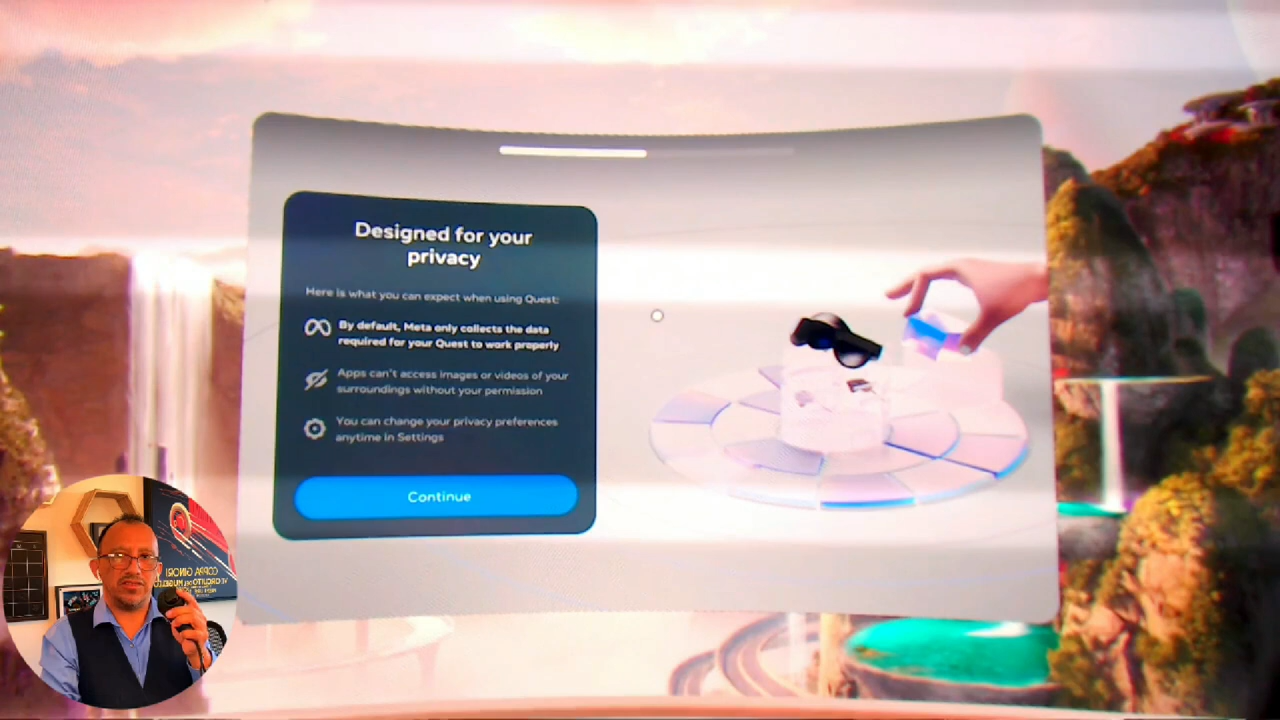 Designed for your
privacy
Here is what you can expect when using Quest:
By default, Meta only collects the data
required for your Quest to work properly
Apps can't access images or videos of your
surroundings without your permission
You can change your privacy preferences
anytime in Settings
Continue
COPPA GINORI